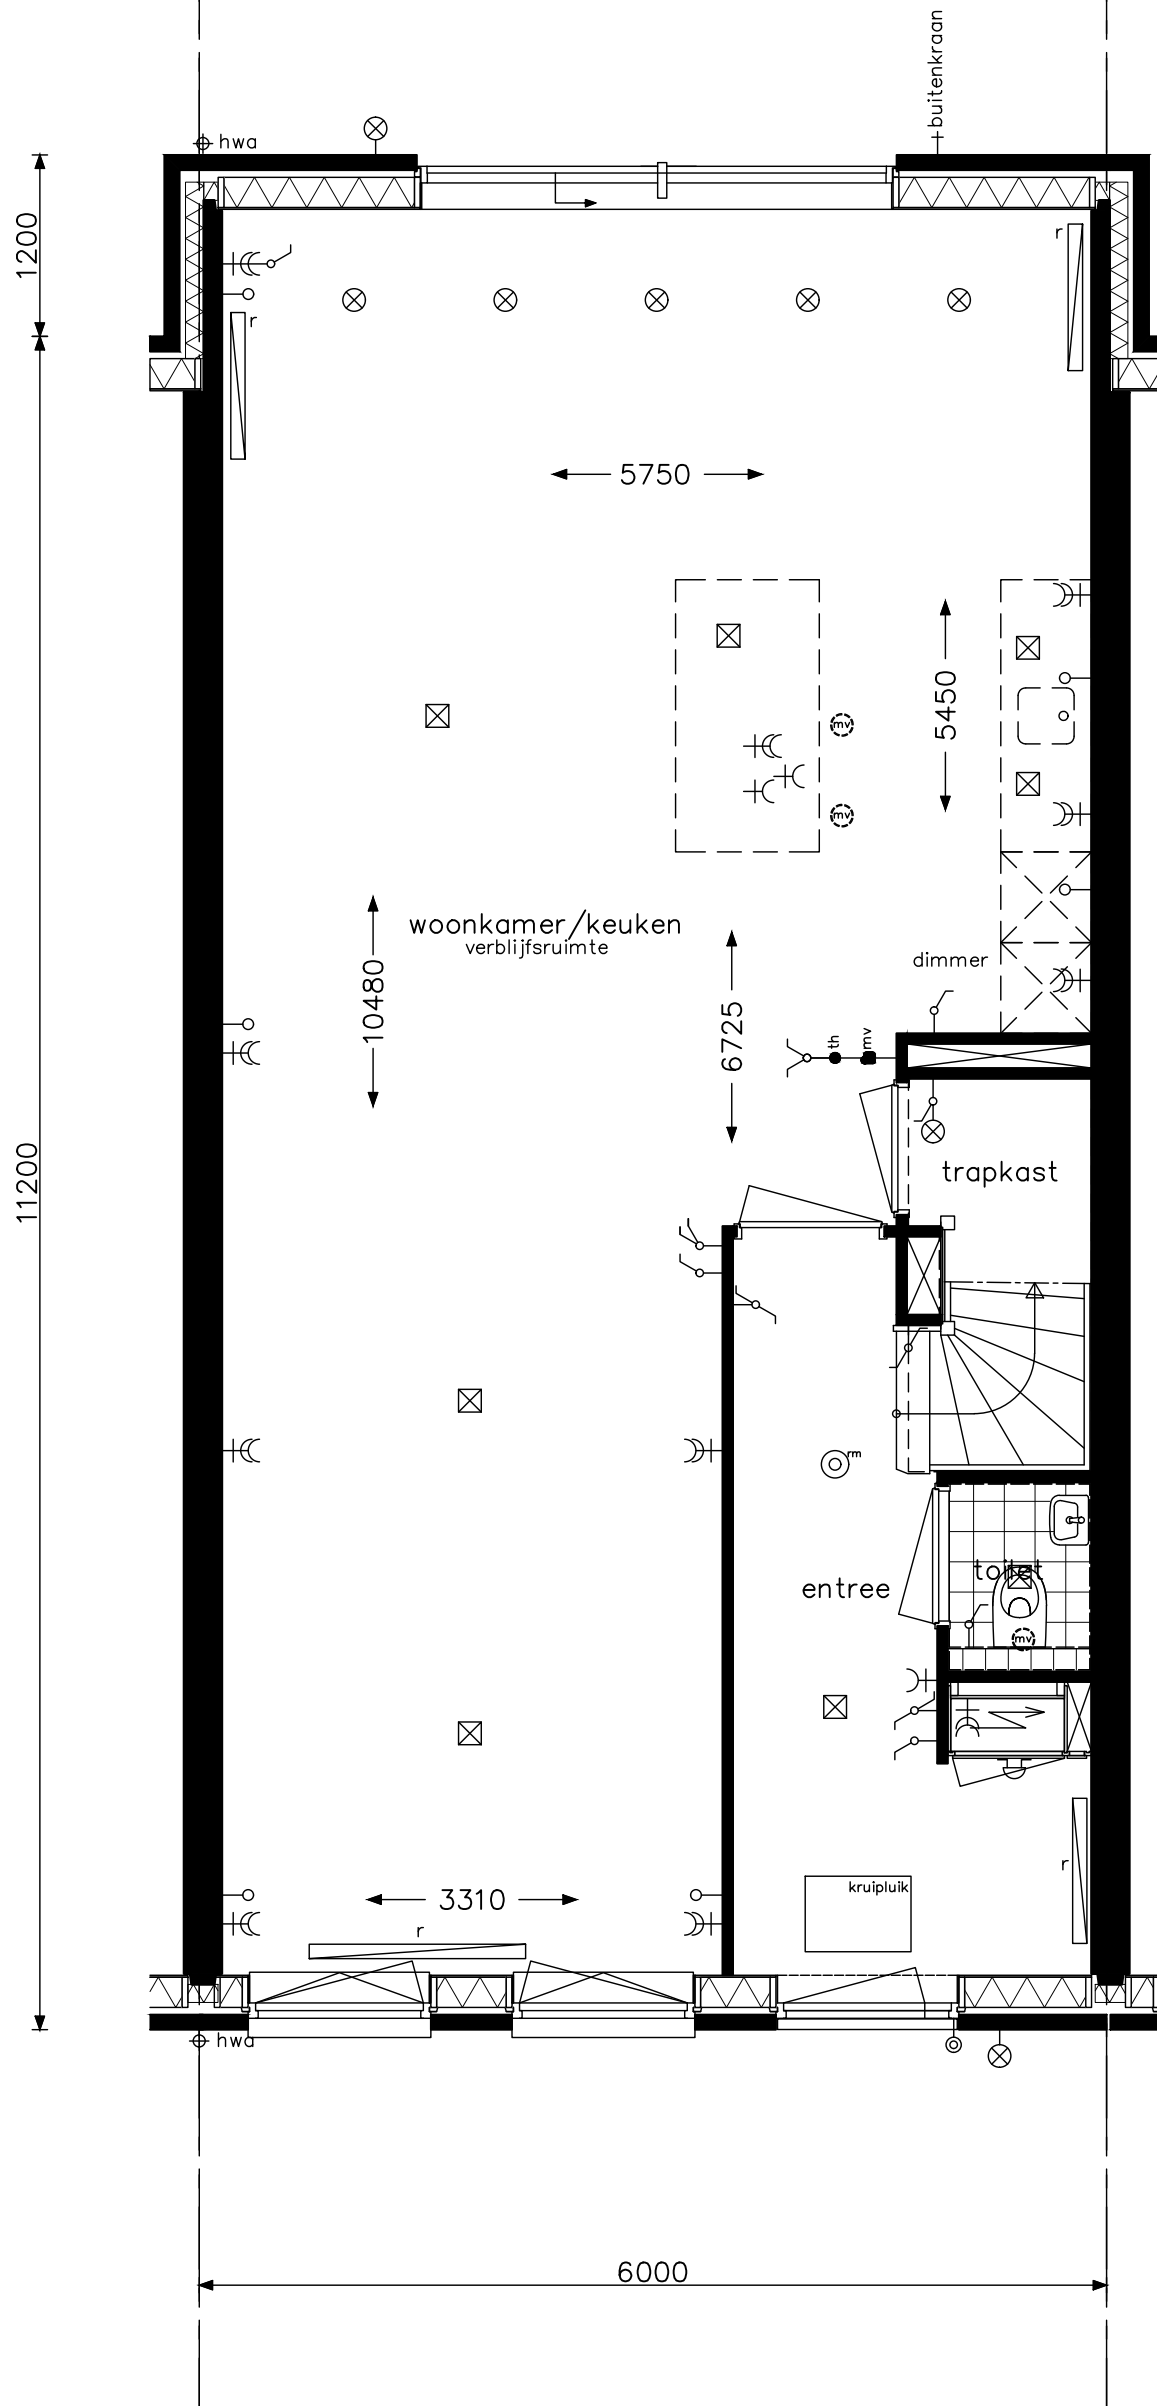 buitenkraan
hwa
1200
r
r
5750
5450
mv
mv
woonkamer/keuken
verblijfsruimte
10480
6725
dimmer
th
mv
trapkast
11200
rm
toilet
entree
mv
kruipluik
r
3310
r
hwa
6000